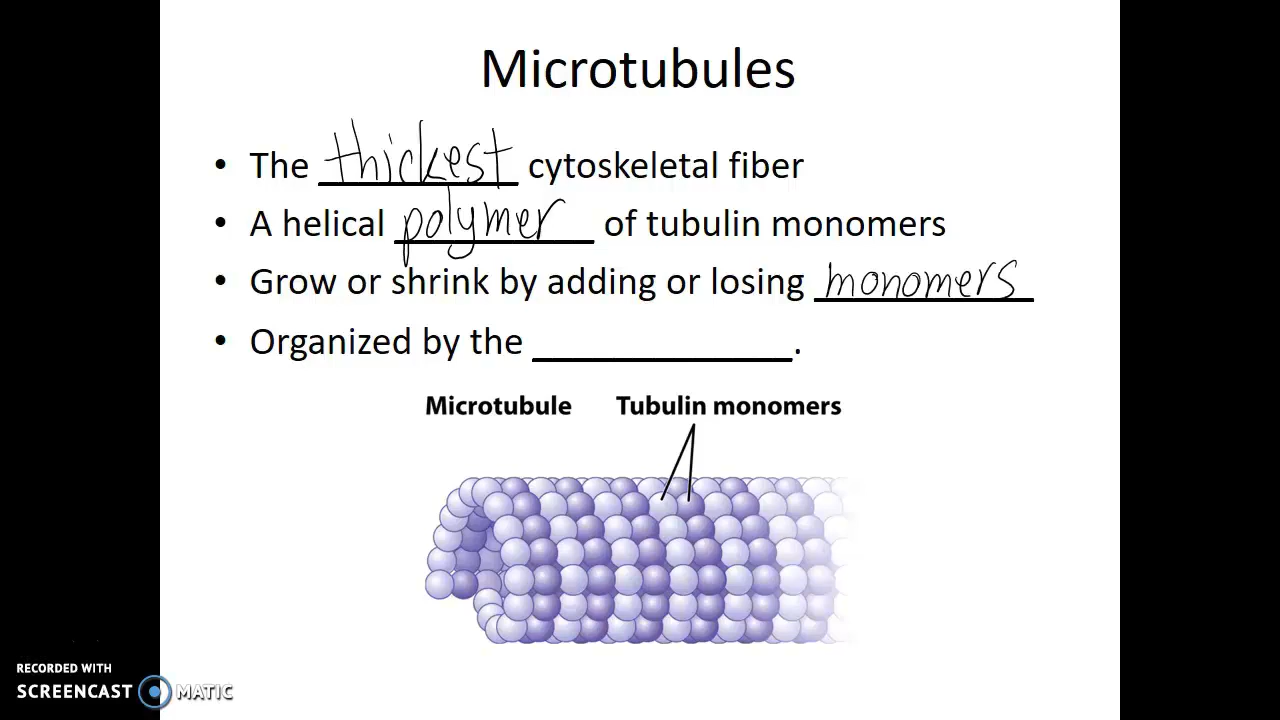 Microtubules
• The thickest cytoskeletal fiber
• A helical polymer of tubulin monomers
• Grow or shrink by adding or losing monomers
• Organized by the ______________.
Microtubule Tubulin monomers
RECORDED WITH
SCREENCAST MATIC